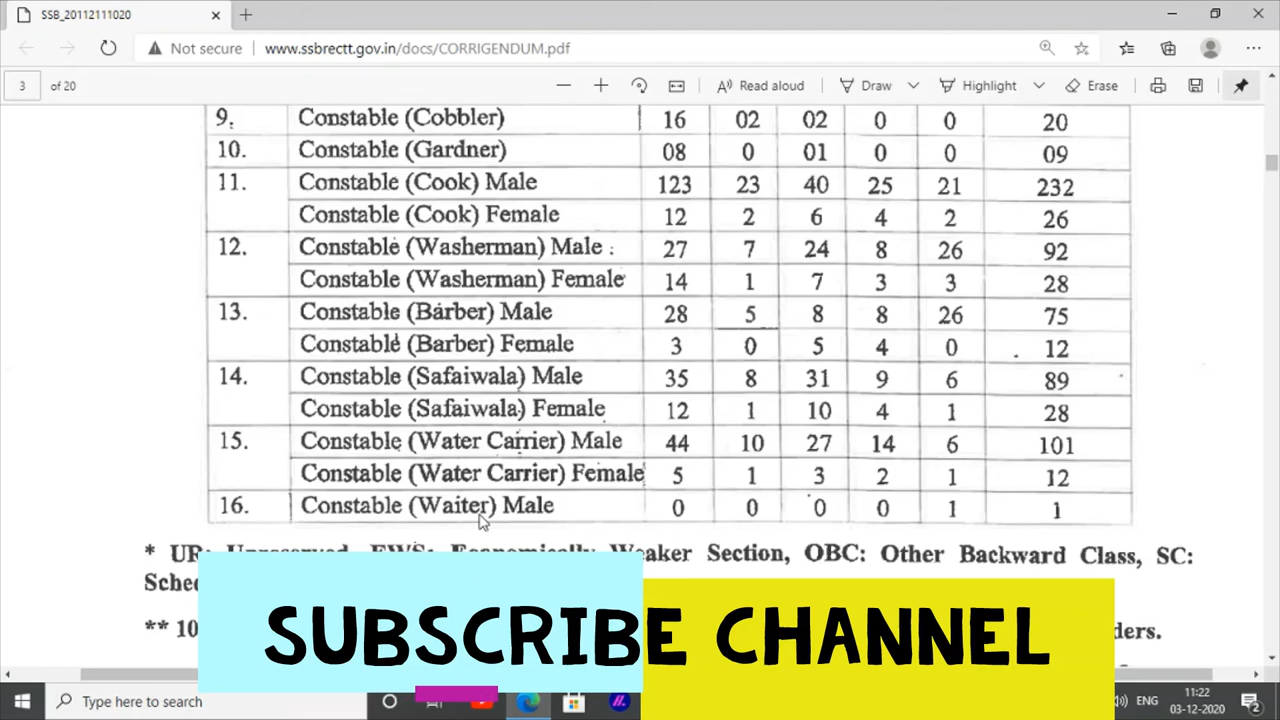 SSB_20112111020
Not secure www.ssbrectt.gov.in/docs/CORRIGENDUM.pdf
3 of 20 Read aloud Draw Highlight Erase
9. Constable (Cobbler) 16 02 02 0 0 20
10. Constable (Gardner) 08 0 01 0 0 09
11. Constable (Cook) Male 123 23 40 25 21 232
Constable (Cook) Female 12 2 6 4 2 26
12. Constable (Washerman) Male 27 7 24 8 26 92
Constable (Washerman) Female 14 1 7 3 3 28
13. Constable (Barber) Male 28 5 8 8 26 75
Constable (Barber) Female 3 0 5 4 0 12
14. Constable (Safaiwala) Male 35 8 31 9 6 89
Constable (Safaiwala) Female 12 1 10 4 1 28
15. Constable (Water Carrier) Male 44 10 27 14 6 101
Constable (Water Carrier) Female 5 1 3 2 1 12
16. Constable (Waiter) Male 0 0 0 0 1 1
* UR: Unreserved, EWS: Economically Weaker Section, OBC: Other Backward Class, SC:
** 10
SUBSCRIBE CHANNEL
Type here to search
ENG 11:22
03-12-2020 2